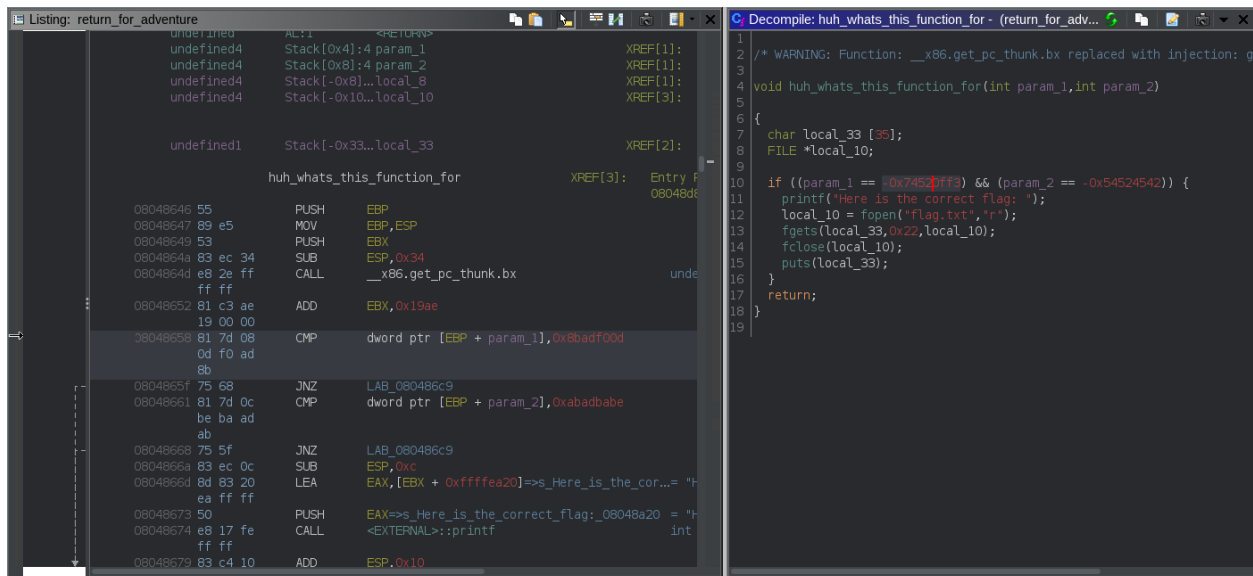 Listing: return_for_adventure
undefined AL:1 <RETURN>
undefined4 Stack[0x4]:4 param_1 XREF[1]:
undefined4 Stack[0x8]:4 param_2 XREF[1]:
undefined4 Stack[-0x8]...local_8 XREF[1]:
undefined4 Stack[-0x10...local_10 XREF[3]:
undefined1 Stack[-0x33...local_33 XREF[2]:
huh_whats_this_function_for XREF[3]: Entry P
08048d8
08048646 55 PUSH EBP
08048647 89 e5 MOV EBP,ESP
08048649 53 PUSH EBX
0804864a 83 ec 34 SUB ESP,0x34
0804864d e8 2e ff CALL __x86.get_pc_thunk.bx unde
ff ff
08048652 81 c3 ae ADD EBX,0x19ae
19 00 00
08048658 81 7d 08 CMP dword ptr [EBP + param_1],0x8badf00d
0d f0 ad
8b
0804865f 75 68 JNZ LAB_080486c9
08048661 81 7d 0c CMP dword ptr [EBP + param_2],0xabadbabe
be ba ad
ab
08048668 75 5f JNZ LAB_080486c9
0804866a 83 ec 0c SUB ESP,0xc
0804866d 8d 83 20 LEA EAX,[EBX + 0xffffea20]=>s_Here_is_the_cor...= "H
ea ff ff
08048673 50 PUSH EAX=>s_Here_is_the_correct_flag:_08048a20 = "H
08048674 e8 17 fe CALL <EXTERNAL>::printf int
ff ff
08048679 83 c4 10 ADD ESP,0x10
Decompile: huh_whats_this_function_for - (return_for_adv...
1
2 /* WARNING: Function: __x86.get_pc_thunk.bx replaced with injection: g
3
4 void huh_whats_this_function_for(int param_1,int param_2)
5
6 {
7 char local_33 [35];
8 FILE *local_10;
9
10 if ((param_1 == -0x74520ff3) && (param_2 == -0x54524542)) {
11 printf("Here is the correct flag: ");
12 local_10 = fopen("flag.txt","r");
13 fgets(local_33,0x22,local_10);
14 fclose(local_10);
15 puts(local_33);
16 }
17 return;
18 }
19